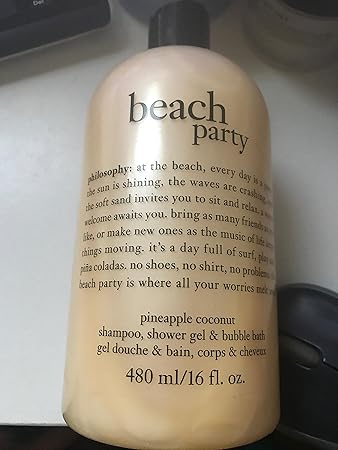 beach
party
philosophy: at the beach, every day is a
the sun is shining, the waves are crashing,
the soft sand invites you to sit and relax. a
welcome awaits you. bring as many friends
like, or make new ones as the music of life
things moving. it's a day full of surf, play
piña coladas. no shoes, no shirt, no problems
beach party is where all your worries melt
pineapple coconut
shampoo, shower gel & bubble bath
gel douche & bain, corps & cheveux
480 ml/16 fl. oz.